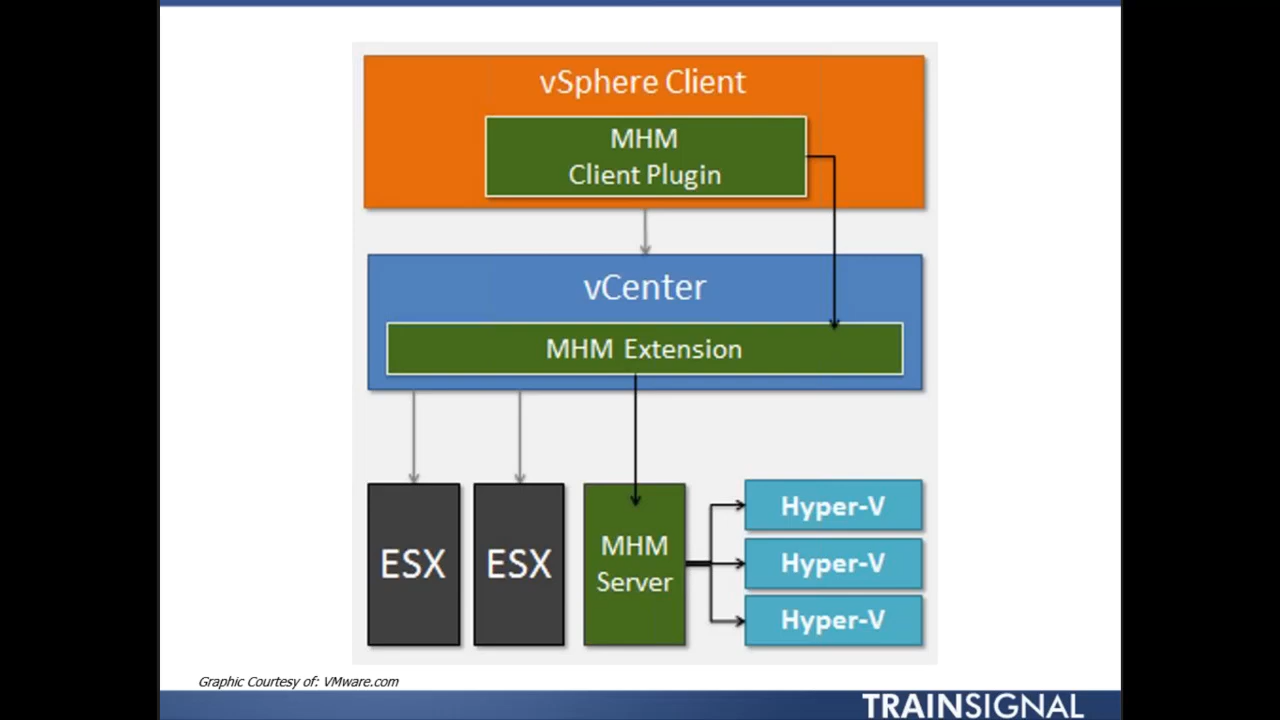 vSphere Client
MHM
Client Plugin
vCenter
MHM Extension
ESX
ESX
MHM
Server
Hyper-V
Hyper-V
Hyper-V
Graphic Courtesy of: VMware.com
TRAINSIGNAL